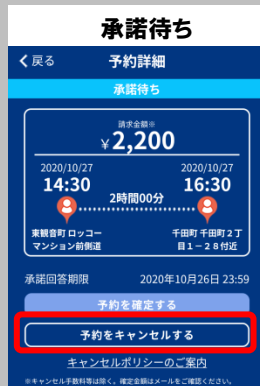 承諾待ち
戻る 予約詳細
承諾待ち
請求金額※
¥2,200
2020/10/27 2020/10/27
14:30 16:30
2時間00分
東観音町 ロッコー 千田町 千田町2丁
マンション前側道 目1-28付近
承諾回答期限 2020年10月26日 23:59
予約を確定する
予約をキャンセルする
キャンセルポリシーのご案内
※キャンセル手数料等は除く。確定金額はメールをご確認ください。